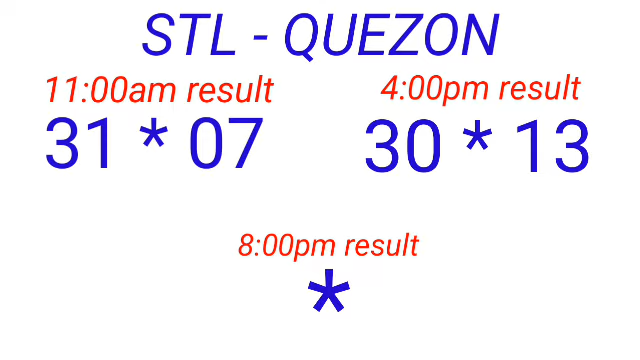 STL - QUEZON
11:00am result
31 * 07
4:00pm result
30 * 13
8:00pm result
*